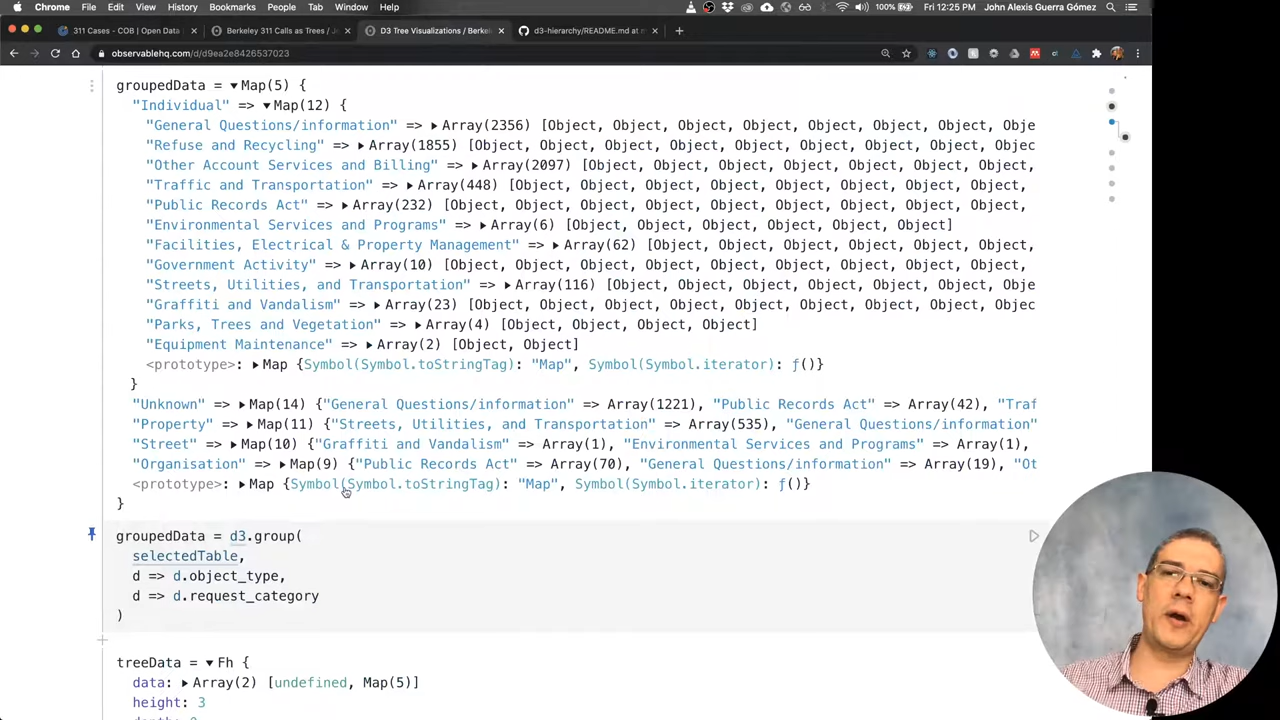 Chrome File Edit View History Bookmarks People Tab Window Help
100% Fri 12:25 PM John Alexis Guerra Gómez
311 Cases - COB | Open Data
Berkeley 311 Calls as Trees / Je
D3 Tree Visualizations / Berkel
d3-hierarchy/README.md at m
observablehq.com/d/d9ea2e8426537023
groupedData = ▼Map(5) {
"Individual" => ▼Map(12) {
"General Questions/information" => ▶Array(2356) [Object, Object, Object, Object, Object, Object, Object, Obje
"Refuse and Recycling" => ▶Array(1855) [Object, Object, Object, Object, Object, Object, Object, Object, Objec
"Other Account Services and Billing" => ▶Array(2097) [Object, Object, Object, Object, Object, Object, Object,
"Traffic and Transportation" => ▶Array(448) [Object, Object, Object, Object, Object, Object, Object, Object,
"Public Records Act" => ▶Array(232) [Object, Object, Object, Object, Object, Object, Object, Object, Object,
"Environmental Services and Programs" => ▶Array(6) [Object, Object, Object, Object, Object, Object]
"Facilities, Electrical & Property Management" => ▶Array(62) [Object, Object, Object, Object, Object, Object,
"Government Activity" => ▶Array(10) [Object, Object, Object, Object, Object, Object, Object, Object, Object,
"Streets, Utilities, and Transportation" => ▶Array(116) [Object, Object, Object, Object, Object, Object, Obje
"Graffiti and Vandalism" => ▶Array(23) [Object, Object, Object, Object, Object, Object, Object, Object, Objec
"Parks, Trees and Vegetation" => ▶Array(4) [Object, Object, Object, Object]
"Equipment Maintenance" => ▶Array(2) [Object, Object]
<prototype>: ▶Map {Symbol(Symbol.toStringTag): "Map", Symbol(Symbol.iterator): ƒ()}
}
"Unknown" => ▶Map(14) {"General Questions/information" => Array(1221), "Public Records Act" => Array(42), "Traf
"Property" => ▶Map(11) {"Streets, Utilities, and Transportation" => Array(535), "General Questions/information"
"Street" => ▶Map(10) {"Graffiti and Vandalism" => Array(1), "Environmental Services and Programs" => Array(1),
"Organisation" => ▶Map(9) {"Public Records Act" => Array(70), "General Questions/information" => Array(19), "Ot
<prototype>: ▶Map {Symbol(Symbol.toStringTag): "Map", Symbol(Symbol.iterator): ƒ()}
}
groupedData = d3.group(
selectedTable,
d => d.object_type,
d => d.request_category
)
treeData = ▼Fh {
data: ▶Array(2) [undefined, Map(5)]
height: 3